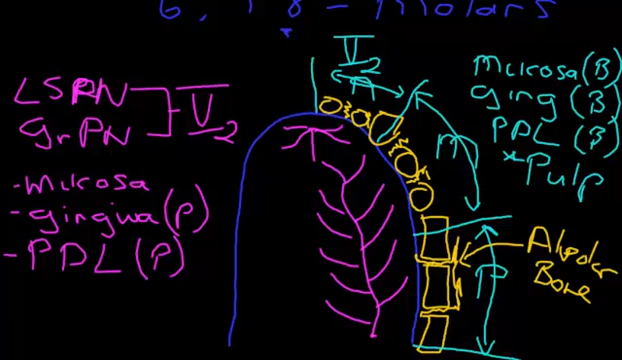 6, 7, 8 - molars
V2
A
M
P
LSPN
GrPN
V2
- Mucosa
- gingiva (P)
- PDL (P)
Mucosa (B)
ging (B)
PDL (B)
*Pulp
Alveolar
Bone